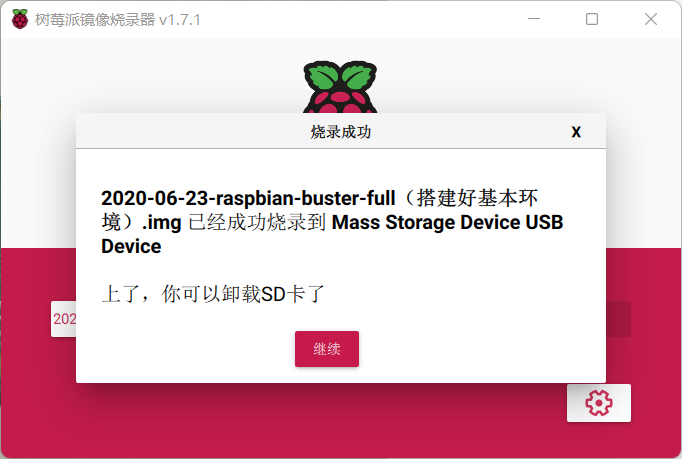 树莓派镜像烧录器 v1.7.1
烧录成功
X
2020-06-23-raspbian-buster-full（搭建好基本环
境）.img 已经成功烧录到 Mass Storage Device USB
Device
上了，你可以卸载SD卡了
202
继续